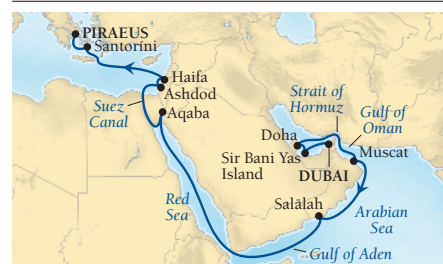 PIRAEUS
Santorini
Haifa
Ashdod
Suez
Canal
Aqaba
Strait of
Hormuz
Gulf of
Oman
Doha
Sir Bani Yas
Island
DUBAI
Muscat
Red
Sea
Salalah
Arabian
Sea
Gulf of Aden